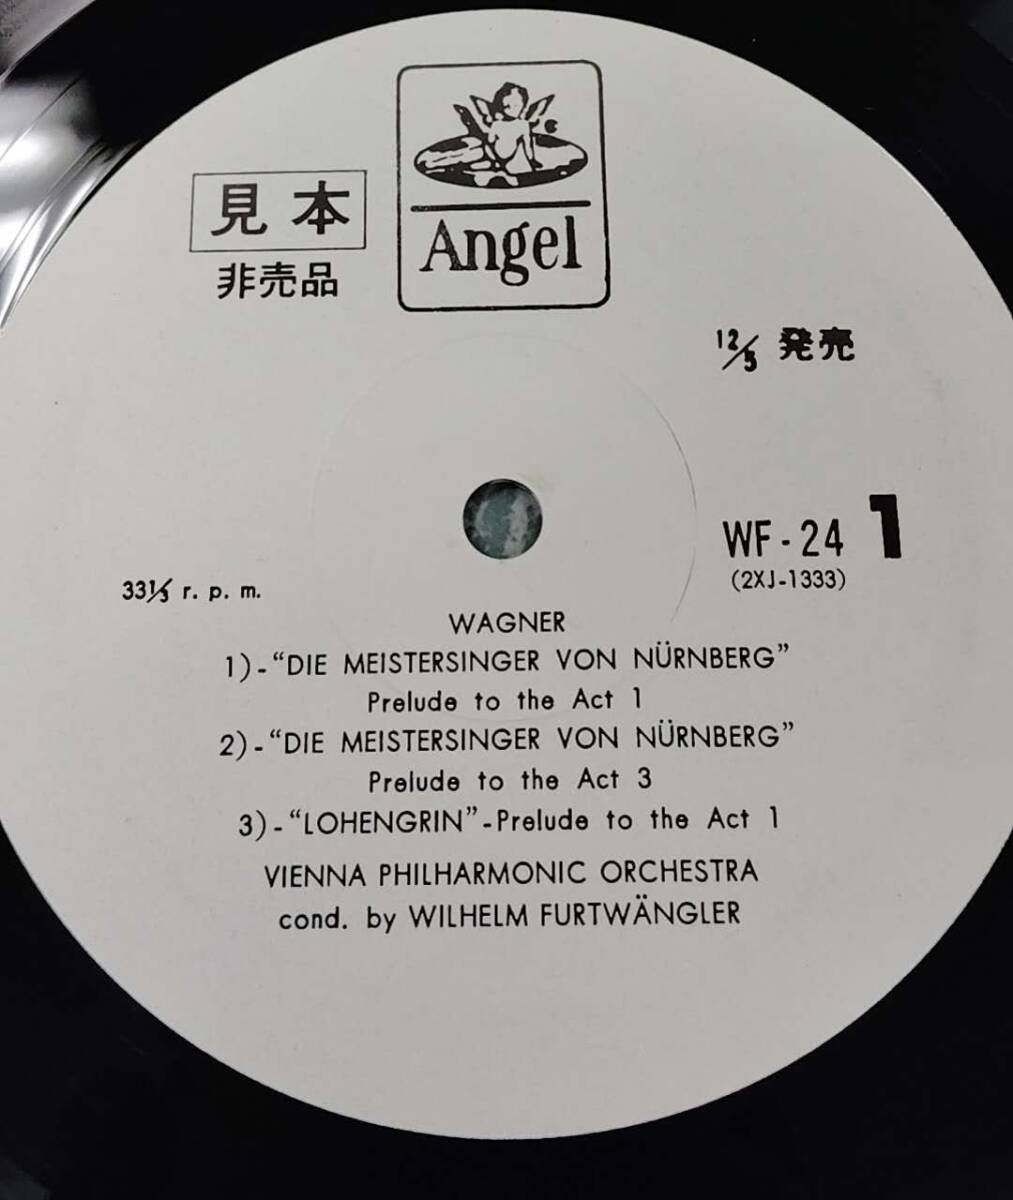 見本
非売品
Angel
12/5 発売
WF-24 1
(2XJ-1333)
33⅓ r. p. m.
WAGNER
1)-“DIE MEISTERSINGER VON NÜRNBERG”
Prelude to the Act 1
2)-“DIE MEISTERSINGER VON NÜRNBERG”
Prelude to the Act 3
3)-“LOHENGRIN”-Prelude to the Act 1
VIENNA PHILHARMONIC ORCHESTRA
cond. by WILHELM FURTWÄNGLER